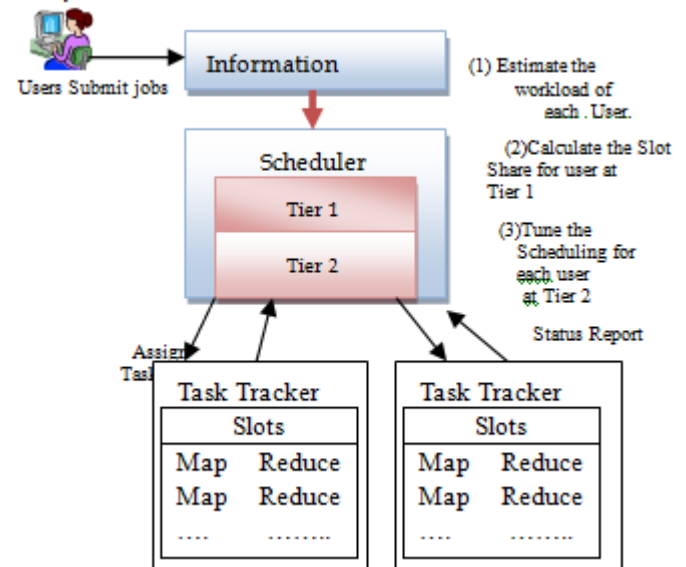 Users Submit jobs
Information
(1) Estimate the
workload of
each . User.
(2)Calculate the Slot
Share for user at
Tier 1
(3)Tune the
Scheduling for
each user
at Tier 2
Scheduler
Tier 1
Tier 2
Status Report
Assign
Tas
Task Tracker
Slots
Map Reduce
Map Reduce
.... ........
Task Tracker
Slots
Map Reduce
Map Reduce
.... ........